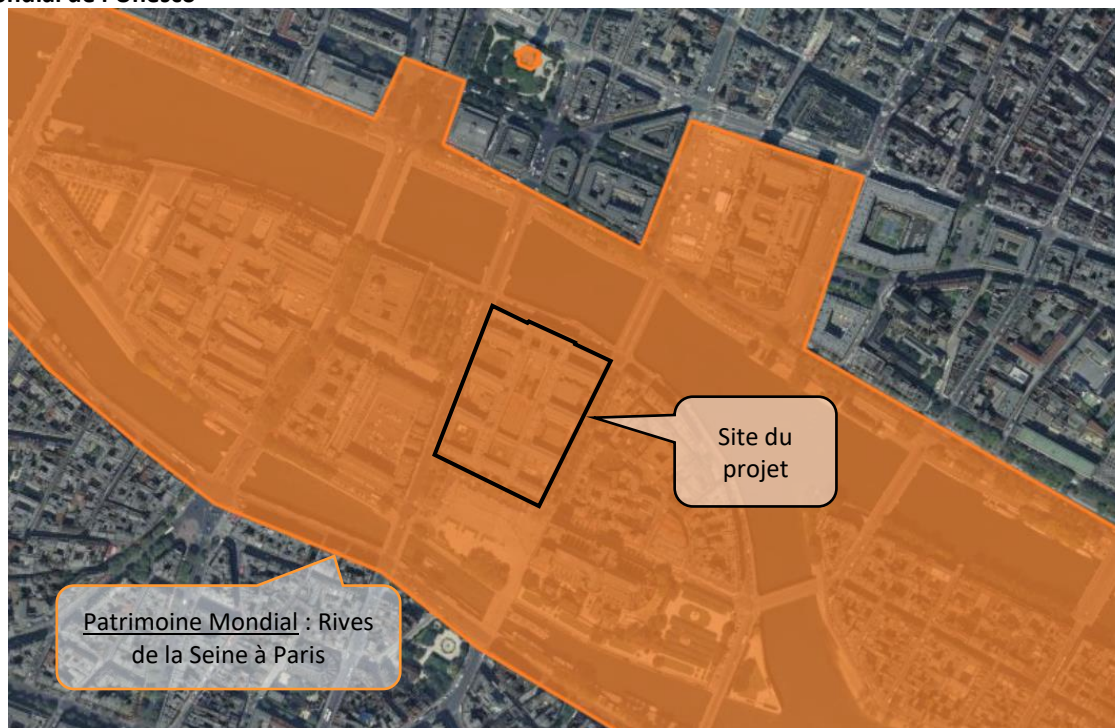 ondial de l'Unesco
Site du
projet
Patrimoine Mondial : Rives
de la Seine à Paris